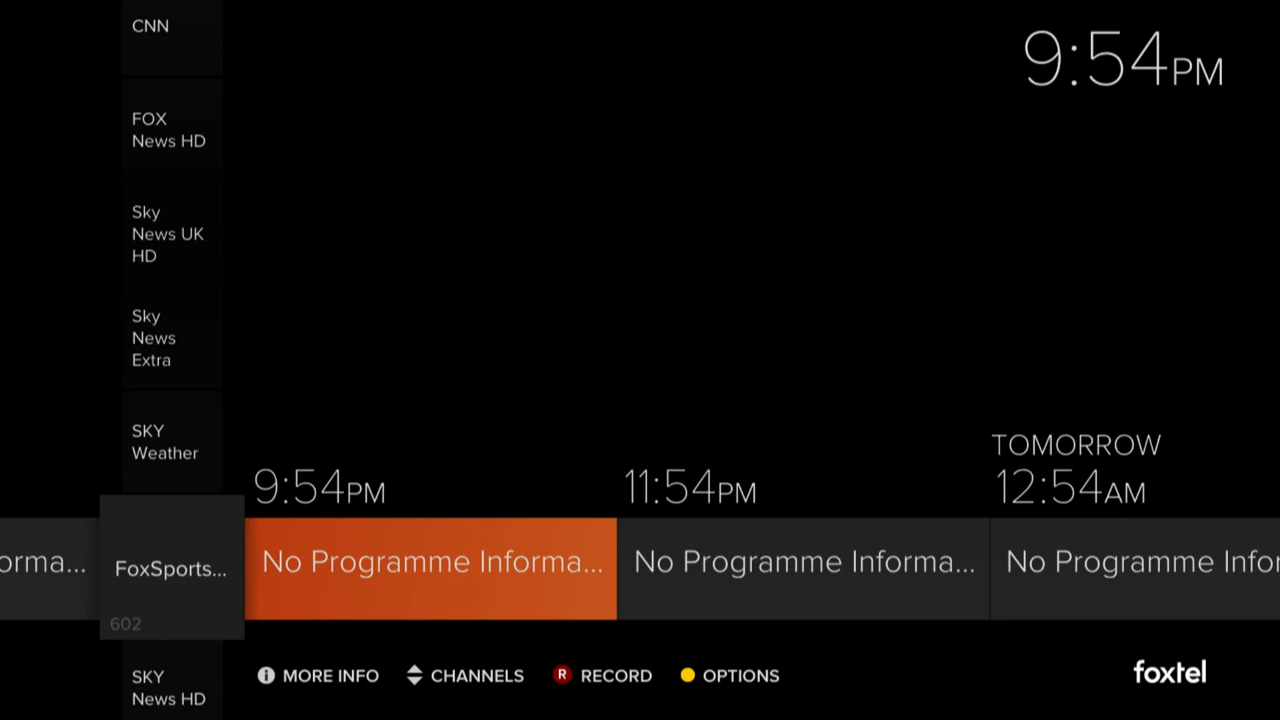 CNN
9:54PM
FOX
News HD
Sky
News UK
HD
Sky
News
Extra
SKY
Weather
TOMORROW
9:54PM 11:54PM 12:54AM
orma... FoxSports... No Programme Informa... No Programme Informa... No Programme Infor
602
SKY
News HD
i MORE INFO CHANNELS R RECORD OPTIONS foxtel